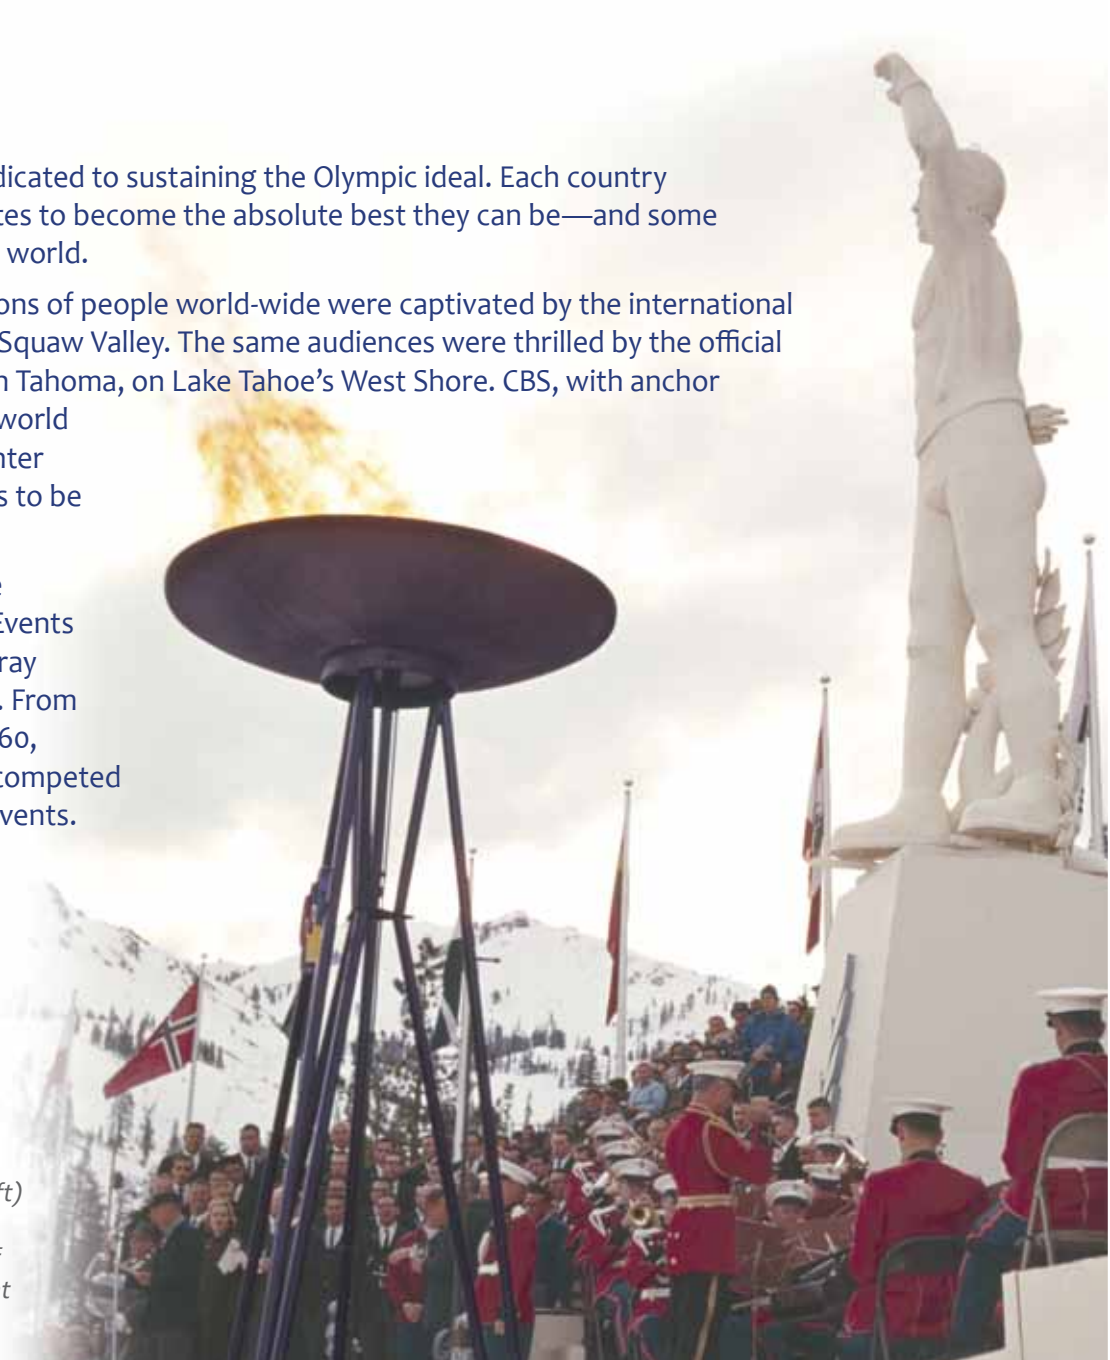 dicated to sustaining the Olympic ideal. Each country
tes to become the absolute best they can be—and some
world.
ons of people world-wide were captivated by the international
Squaw Valley. The same audiences were thrilled by the official
n Tahoma, on Lake Tahoe's West Shore. CBS, with anchor
world
nter
s to be
e
Events
ray
. From
60,
competed
vents.
ft)
f
t